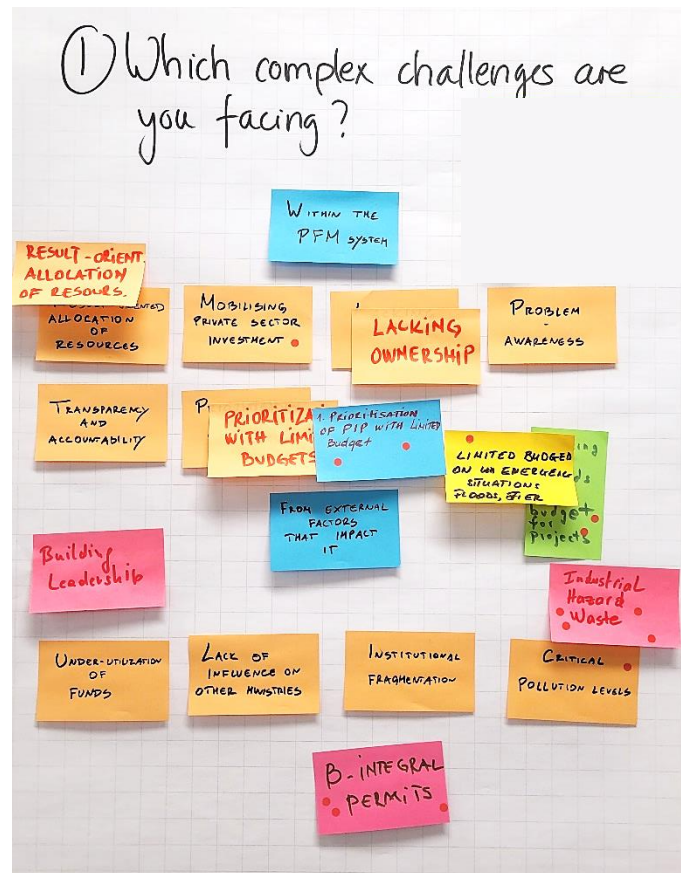 ① Which complex challenges are
you facing?
WITHIN THE
PFM SYSTEM
RESULT-ORIENT.
ALLOCATION
OF RESOURS.
ALLOCATION
OF
RESOURCES
MOBILISING
PRIVATE SECTOR
INVESTMENT
LACKING
OWNERSHIP
PROBLEM
AWARENESS
TRANSPARENCY
AND
ACCOUNTABILITY
PRIORITIZA
WITH LIMI
BUDGETS
1. PRIORITISATION
OF PIP WITH LIMITED
Budget
LIMITED BUDGED
ON
SITUATIONS
FLOODS,
budget
for
projects
FROM EXTERNAL
FACTORS
THAT IMPACT
IT
Building
Leadership
Industrial
Hazard
Waste
UNDER-UTILIZATION
OF
FUNDS
LACK OF
INFLUENCE ON
OTHER MINISTRIES
INSTITUTIONAL
FRAGMENTATION
CRITICAL
POLLUTION LEVELS
B-INTEGRAL
PERMITS